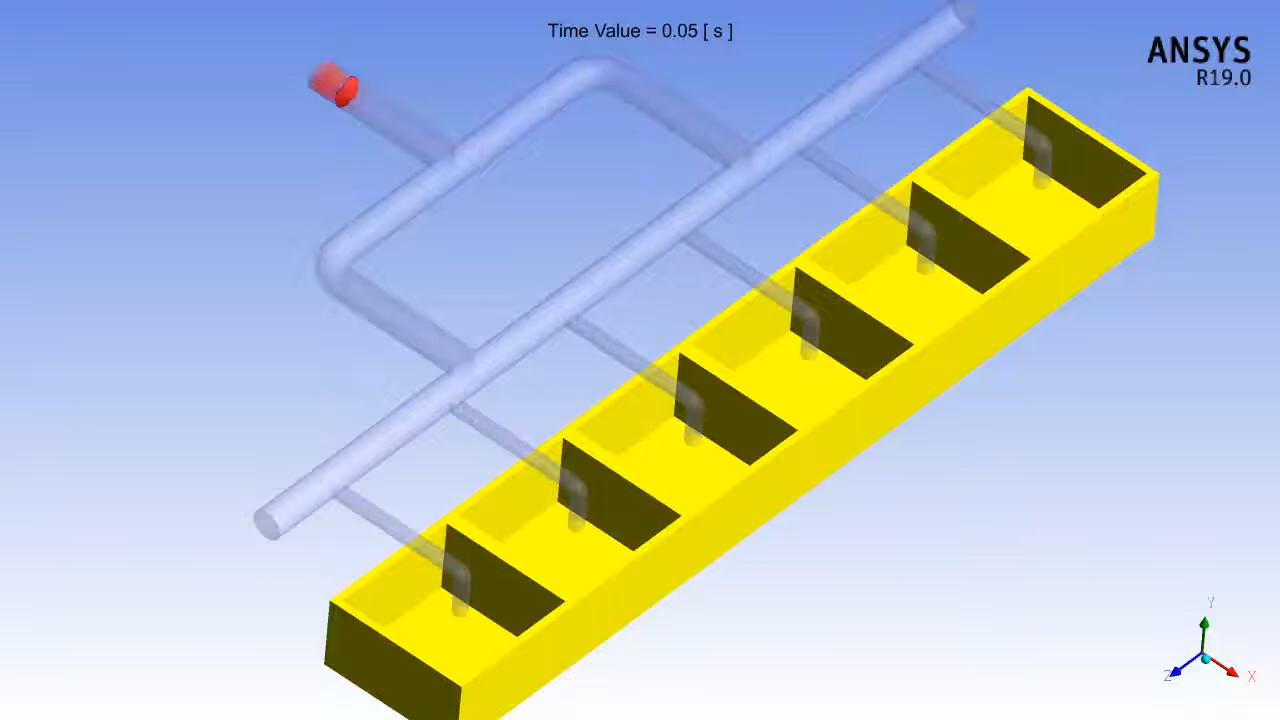 Time Value = 0.05 [ s ]
ANSYS
R19.0
Y
Z
X